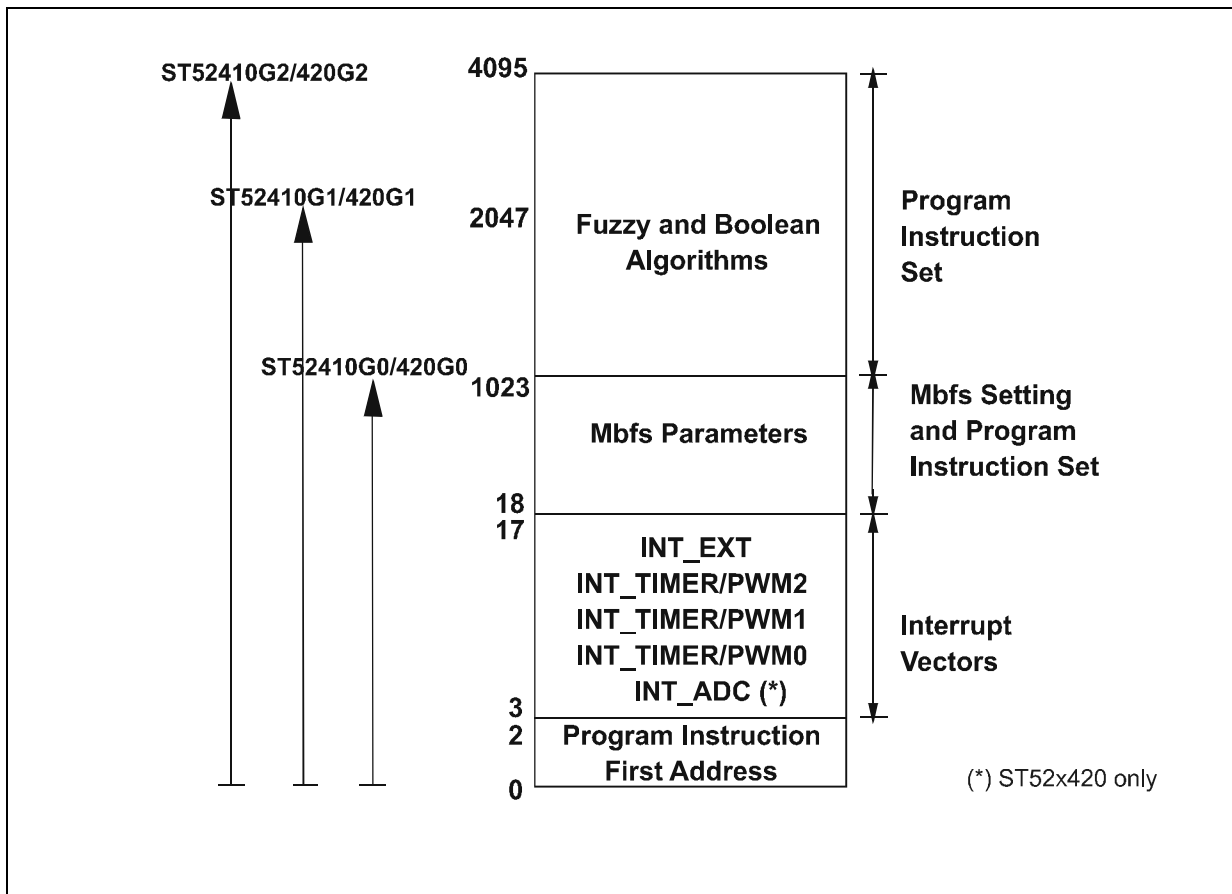 ST52410G2/420G2
4095
ST52410G1/420G1
2047
Fuzzy and Boolean
Algorithms
Program
Instruction
Set
ST52410G0/420G0
1023
Mbfs Parameters
Mbfs Setting
and Program
Instruction Set
18
17
INT_EXT
INT_TIMER/PWM2
INT_TIMER/PWM1
INT_TIMER/PWM0
INT_ADC (*)
Interrupt
Vectors
3
2
Program Instruction
First Address
0
(*) ST52x420 only